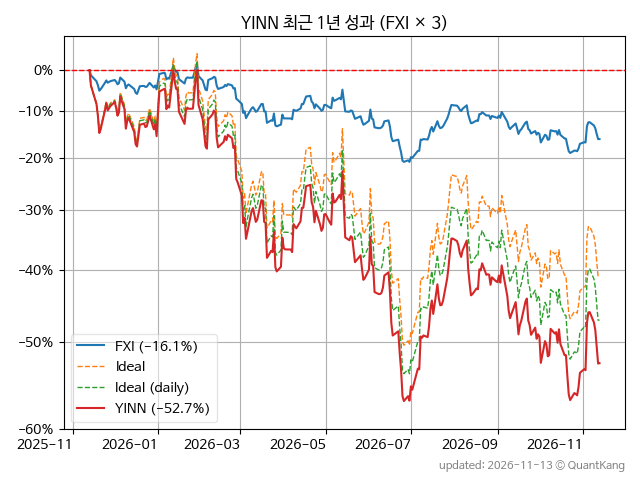 YINN 최근 1년 성과 (FXI × 3)
0%
−10%
−20%
−30%
−40%
−50%
−60%
FXI (−16.1%)
Ideal
Ideal (daily)
YINN (−52.7%)
2025-11
2026-01
2026-03
2026-05
2026-07
2026-09
2026-11
updated: 2026-11-13 © QuantKang